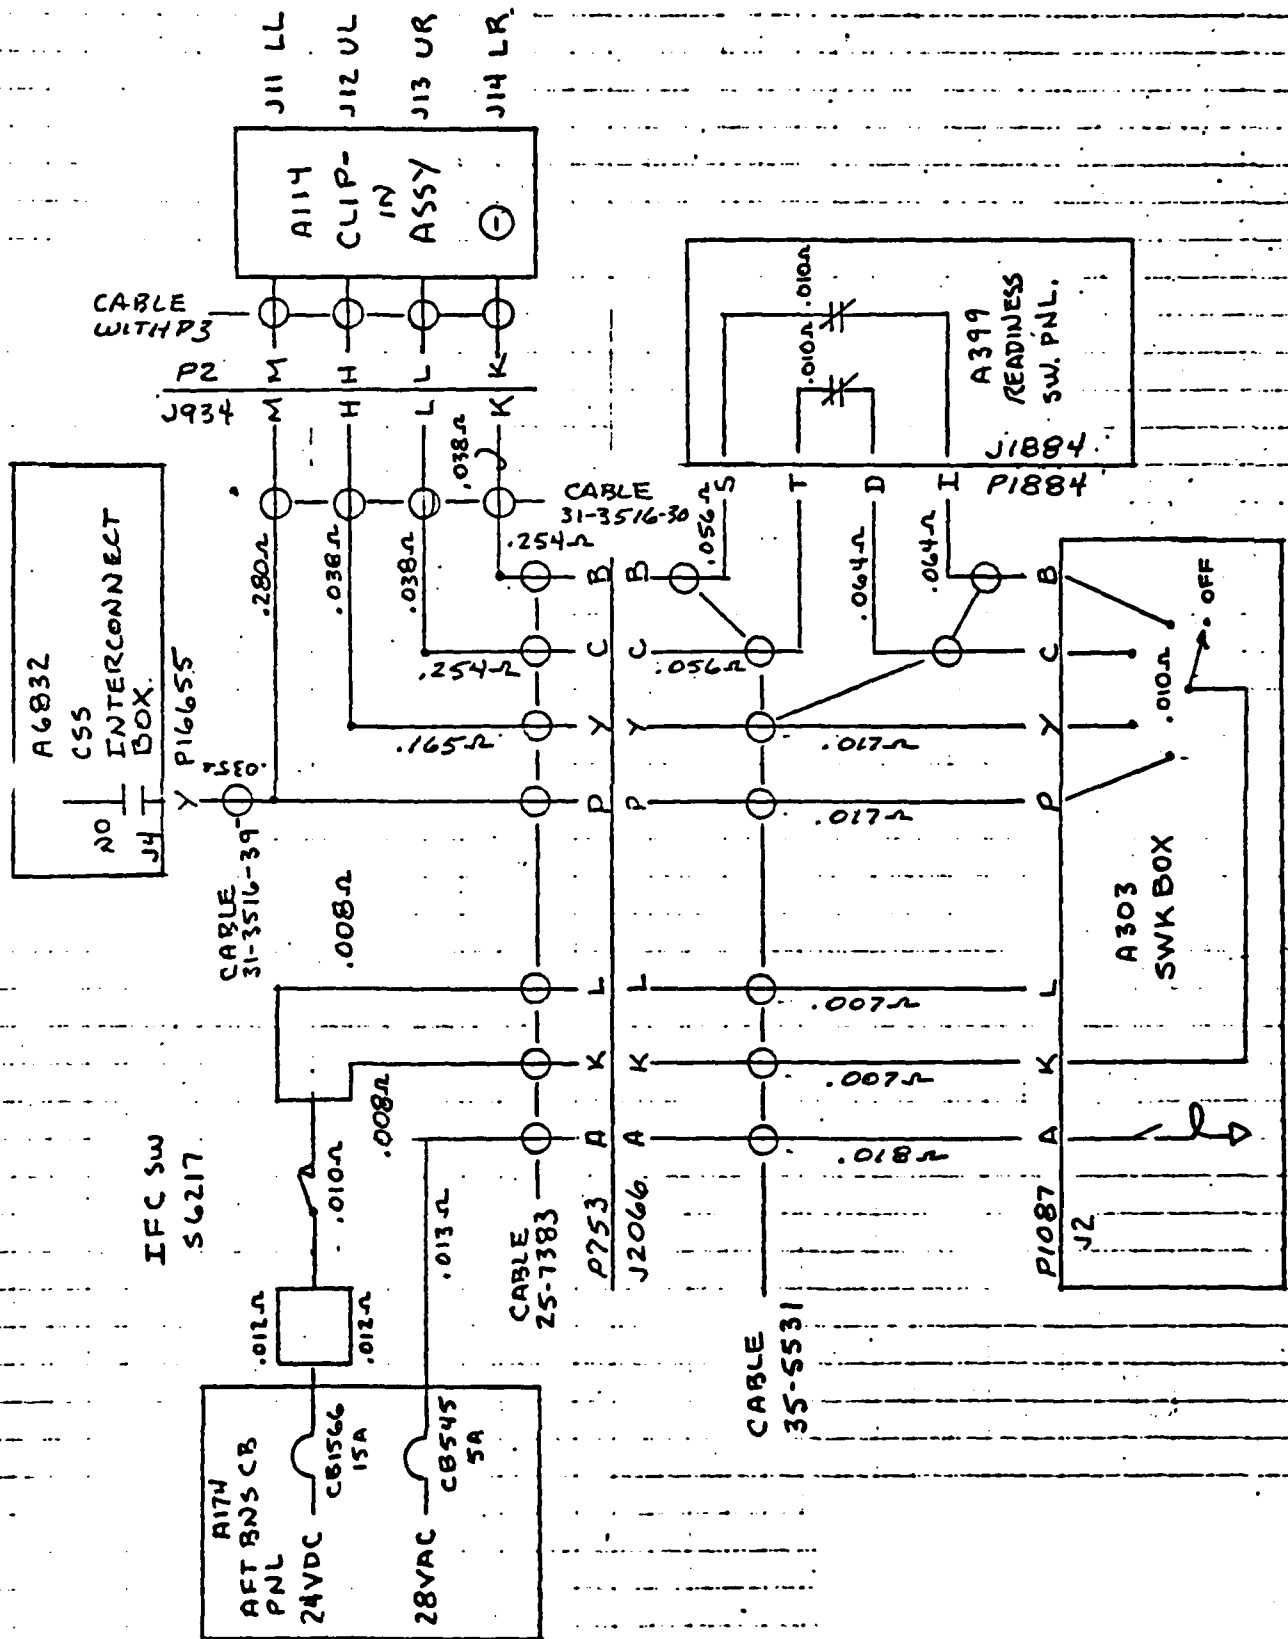 J11 LL
J12 UL
J13 UR
J14 LR
A114
CLIP-
IN
ASSY
CABLE
WITH P3
P2
M
H
L
K
J934
M
H
L
K
A6832
CSS
INTERCONNECT
BOX
NO
J4
Y
P16655
.035Ω
CABLE
31-3516-39
.280Ω
.038Ω
.038Ω
.038Ω
CABLE
31-3516-30
.254Ω
.254Ω
.165Ω
A399
READINESS
SW. PNL.
.010Ω
.010Ω
J1884
P1884
S
T
D
I
.056Ω
.056Ω
.064Ω
.064Ω
IFC SW
S6217
.010Ω
.008Ω
.008Ω
.012Ω
.012Ω
.013Ω
A174
AFT BNS CB
PNL
24VDC
CB1566
15A
28VAC
CB545
5A
CABLE
25-7383
P753
A
K
L
P
Y
C
B
J2066
A
K
L
P
Y
C
B
CABLE
35-5531
.018Ω
.007Ω
.007Ω
.017Ω
.017Ω
P1087
A
K
L
P
Y
C
B
J2
A303
SWK BOX
.010Ω
OFF